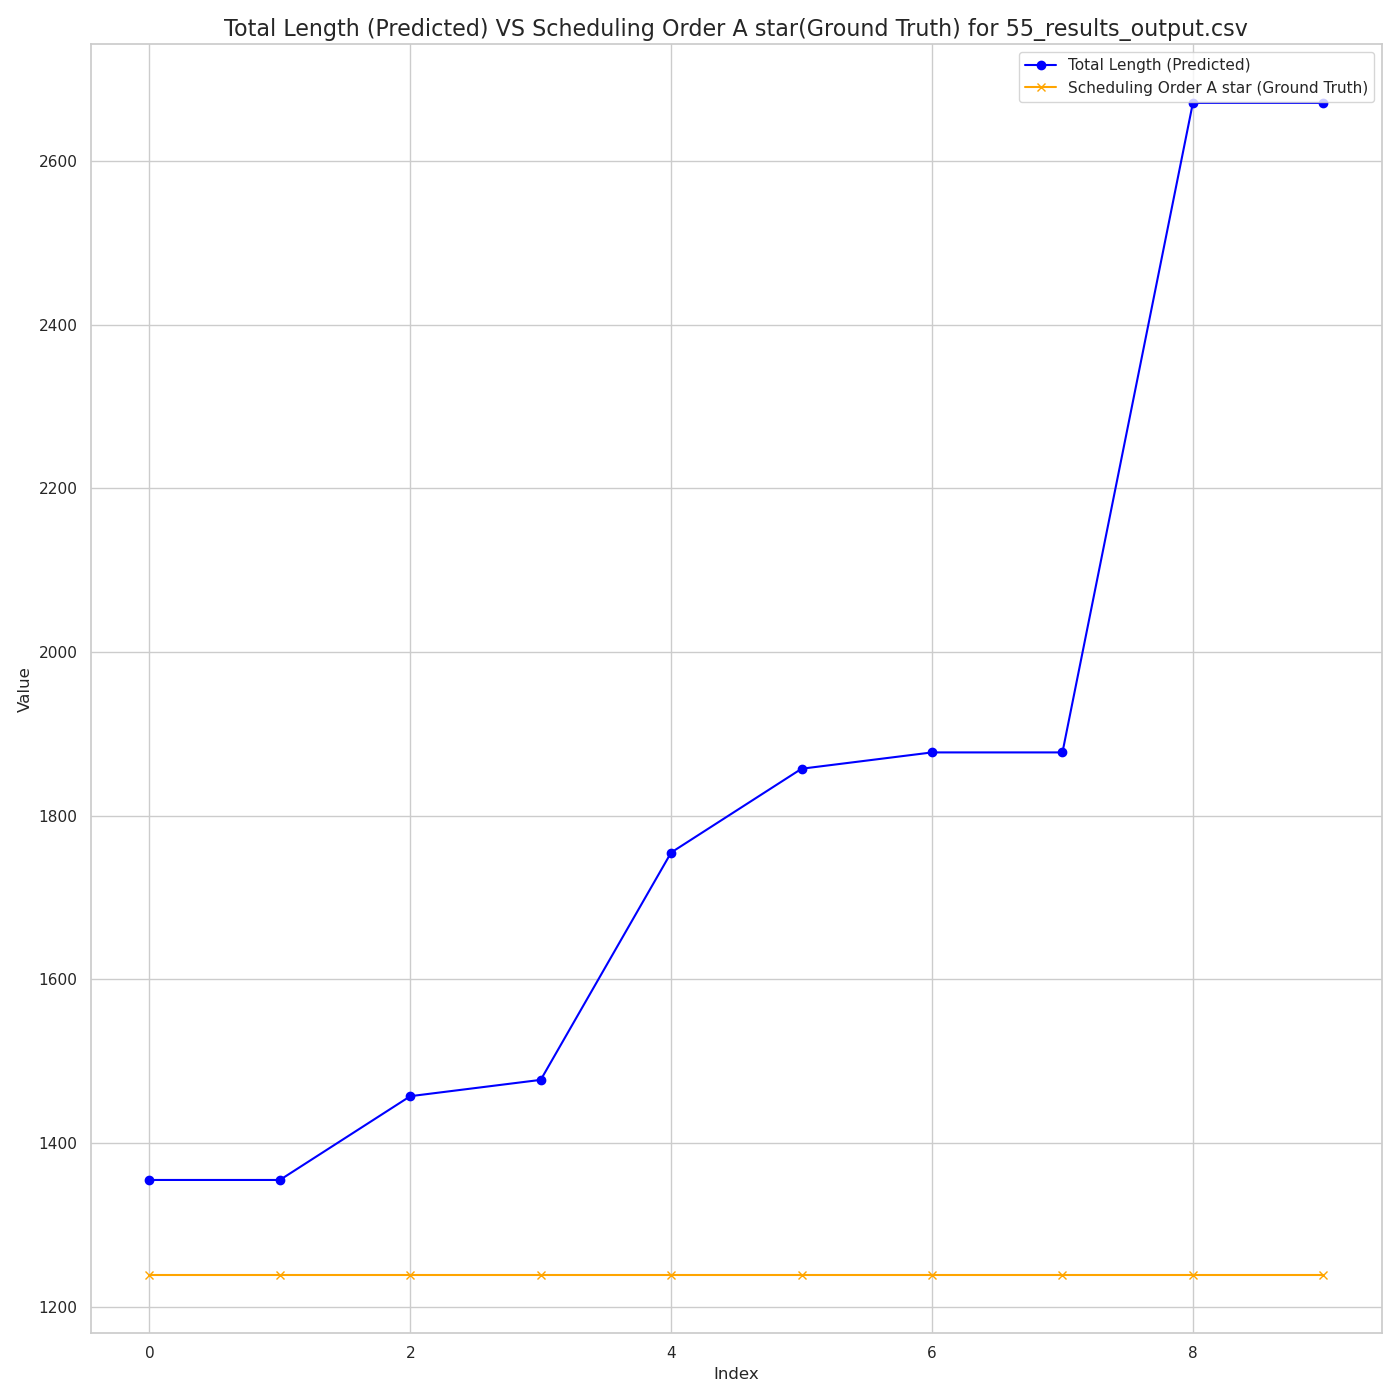 Total Length (Predicted) VS Scheduling Order A star(Ground Truth) for 55_results_output.csv
Total Length (Predicted)
Scheduling Order A star (Ground Truth)
2600
2400
2200
2000
1800
1600
1400
1200
Value
0 2 4 6 8
Index